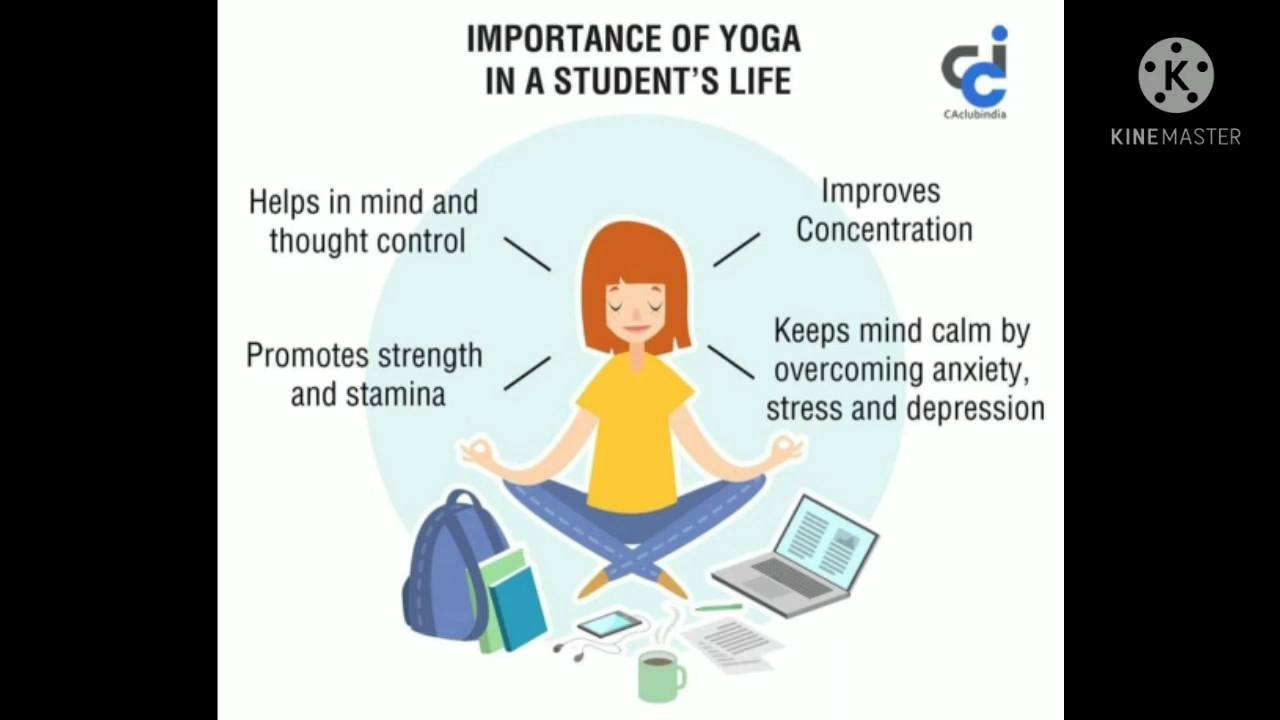 IMPORTANCE OF YOGA
IN A STUDENT'S LIFE
CAclubindia
K
KINEMASTER
Helps in mind and
thought control
Improves
Concentration
Promotes strength
and stamina
Keeps mind calm by
overcoming anxiety,
stress and depression